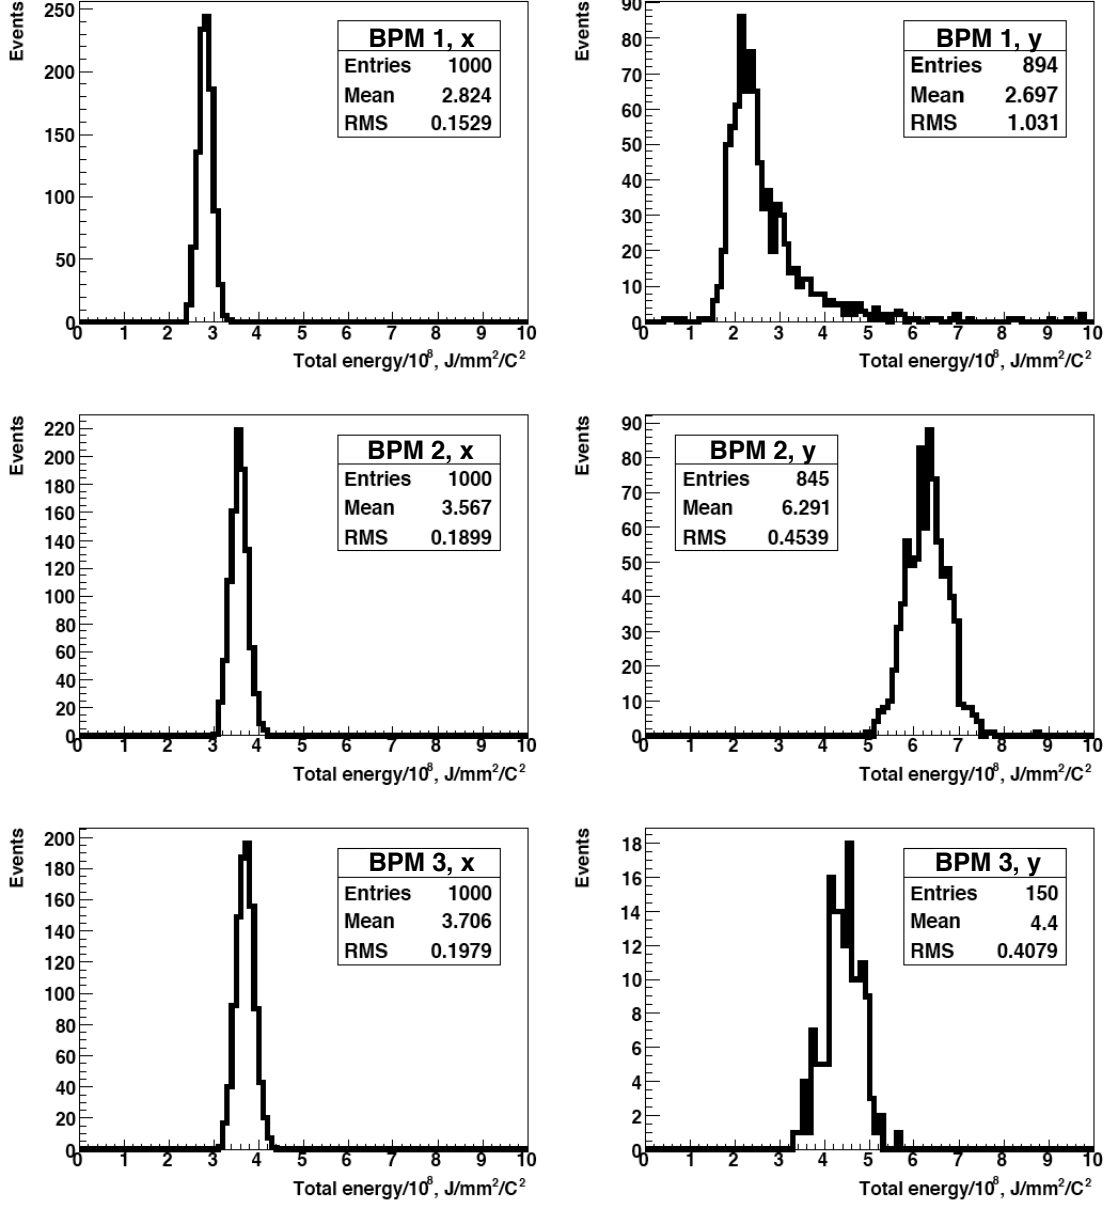 Events
250
200
150
100
50
0
BPM 1, x
Entries 1000
Mean 2.824
RMS 0.1529
0 1 2 3 4 5 6 7 8 9 10
Total energy/10⁸, J/mm²/C²
Events
90
80
70
60
50
40
30
20
10
0
BPM 1, y
Entries 894
Mean 2.697
RMS 1.031
0 1 2 3 4 5 6 7 8 9 10
Total energy/10⁸, J/mm²/C²
Events
220
200
180
160
140
120
100
80
60
40
20
0
BPM 2, x
Entries 1000
Mean 3.567
RMS 0.1899
0 1 2 3 4 5 6 7 8 9 10
Total energy/10⁸, J/mm²/C²
Events
90
80
70
60
50
40
30
20
10
0
BPM 2, y
Entries 845
Mean 6.291
RMS 0.4539
0 1 2 3 4 5 6 7 8 9 10
Total energy/10⁸, J/mm²/C²
Events
200
180
160
140
120
100
80
60
40
20
0
BPM 3, x
Entries 1000
Mean 3.706
RMS 0.1979
0 1 2 3 4 5 6 7 8 9 10
Total energy/10⁸, J/mm²/C²
Events
18
16
14
12
10
8
6
4
2
0
BPM 3, y
Entries 150
Mean 4.4
RMS 0.4079
0 1 2 3 4 5 6 7 8 9 10
Total energy/10⁸, J/mm²/C²